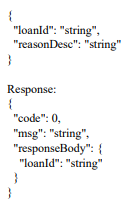 {
"loanId": "string",
"reasonDesc": "string"
}
Response:
{
"code": 0,
"msg": "string",
"responseBody": {
"loanId": "string"
}
}